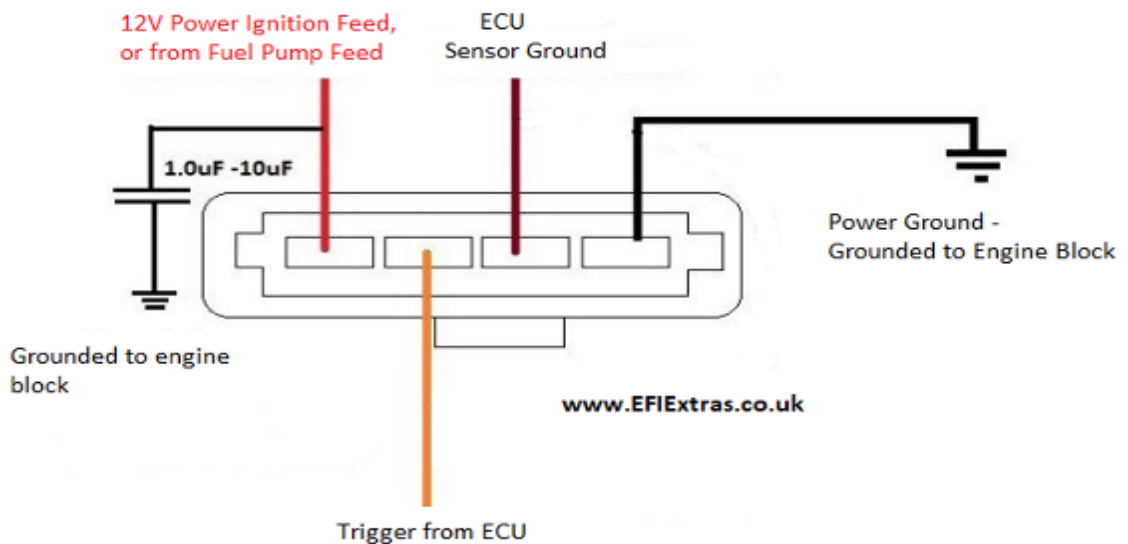 12V Power Ignition Feed,
or from Fuel Pump Feed
ECU
Sensor Ground
1.0uF -10uF
Power Ground -
Grounded to Engine Block
Grounded to engine
block
www.EFIExtras.co.uk
Trigger from ECU